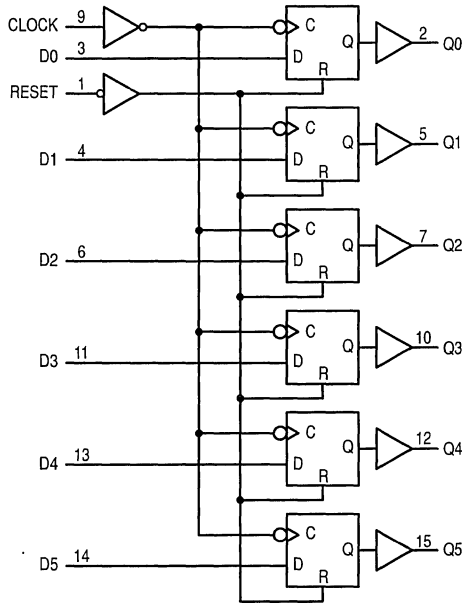 CLOCK 9 C Q 2 Q0
D0 3 D
RESET 1 R
C Q 5 Q1
D1 4 D
R
C Q 7 Q2
D2 6 D
R
C Q 10 Q3
D3 11 D
R
C Q 12 Q4
D4 13 D
R
C Q 15 Q5
D5 14 D
R